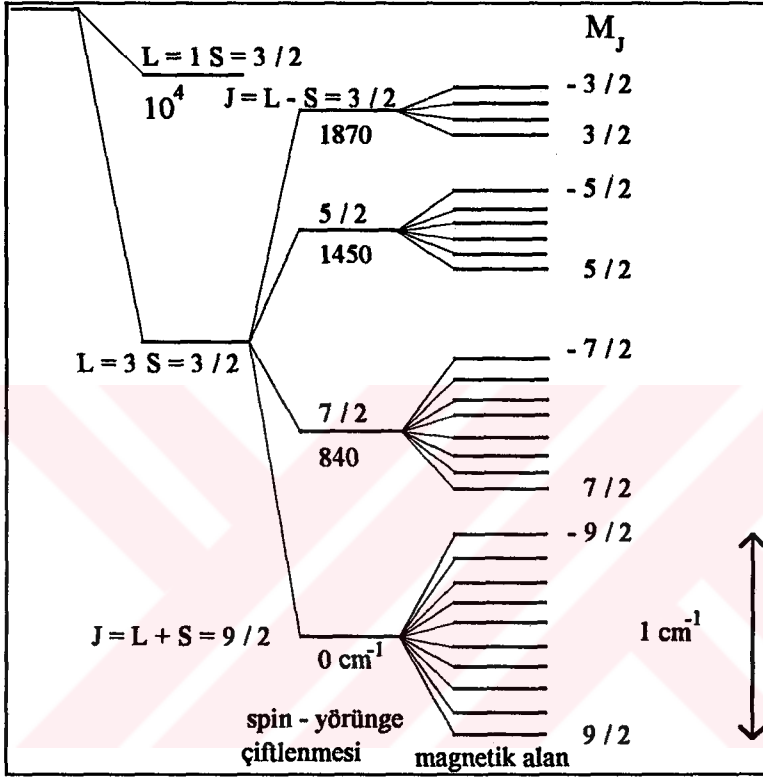 M_J
L = 1 S = 3 / 2
10⁴
J = L - S = 3 / 2
1870
- 3 / 2
3 / 2
5 / 2
1450
- 5 / 2
5 / 2
L = 3 S = 3 / 2
7 / 2
840
- 7 / 2
7 / 2
J = L + S = 9 / 2
0 cm⁻¹
- 9 / 2
1 cm⁻¹
9 / 2
spin - yörünge
çiftlenmesi
magnetik alan